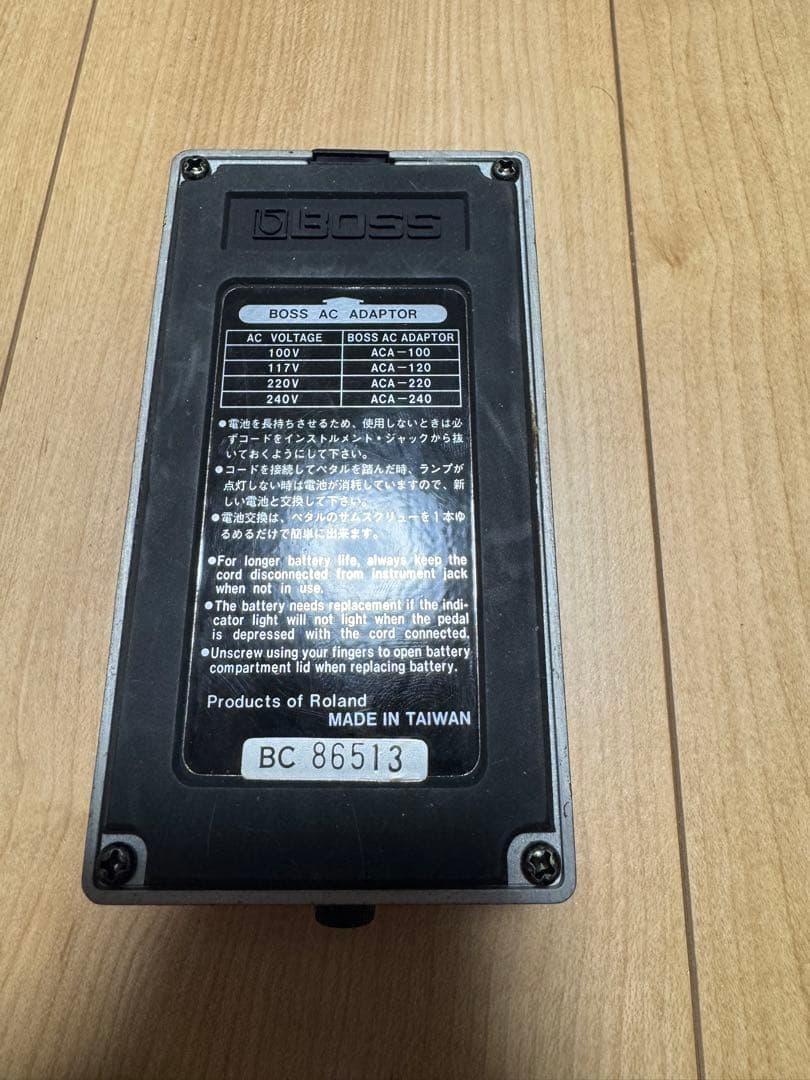 BOSS
BOSS AC ADAPTOR
AC VOLTAGE BOSS AC ADAPTOR
100V ACA-100
117V ACA-120
220V ACA-220
240V ACA-240
●電池を長持ちさせるため、使用しないときは必
ずコードをインストルメント・ジャックから抜
いておくようにして下さい。
●コードを接続してペタルを踏んだ時、ランプが
点灯しない時は電池が消耗していますので、新
しい電池と交換して下さい。
●電池交換は、ペタルのサムスクリューを1本ゆ
るめるだけで簡単に出来ます。
●For longer battery life, always keep the
cord disconnected from instrument jack
when not in use.
●The battery needs replacement if the indi-
cator light will not light when the pedal
is depressed with the cord connected.
●Unscrew using your fingers to open battery
compartment lid when replacing battery.
Products of Roland
MADE IN TAIWAN
BC 86513